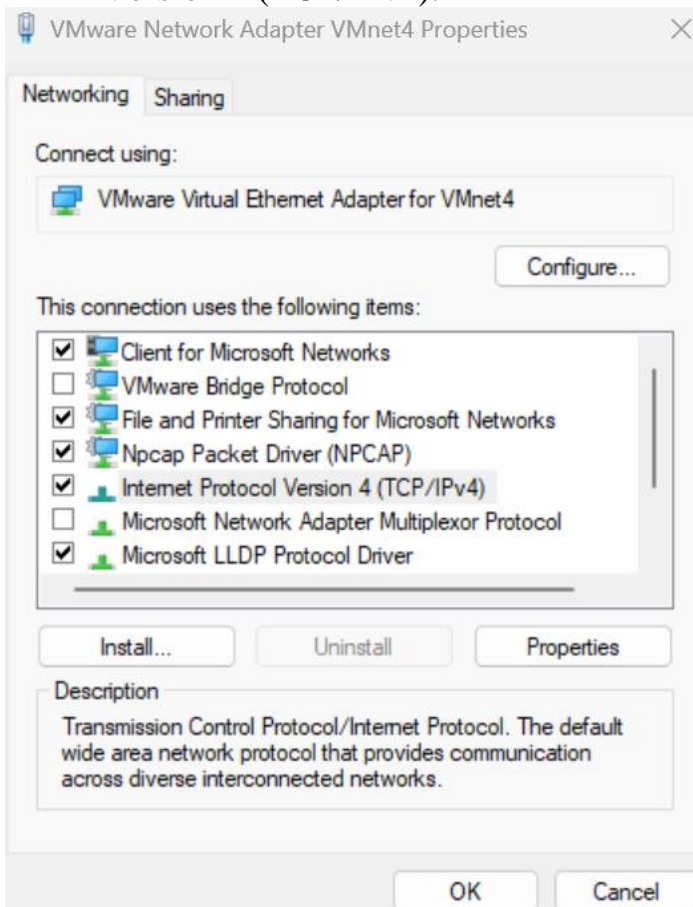 VMware Network Adapter VMnet4 Properties
Networking Sharing
Connect using:
VMware Virtual Ethernet Adapter for VMnet4
Configure...
This connection uses the following items:
Client for Microsoft Networks
VMware Bridge Protocol
File and Printer Sharing for Microsoft Networks
Npcap Packet Driver (NPCAP)
Internet Protocol Version 4 (TCP/IPv4)
Microsoft Network Adapter Multiplexor Protocol
Microsoft LLDP Protocol Driver
Install... Uninstall Properties
Description
Transmission Control Protocol/Internet Protocol. The default
wide area network protocol that provides communication
across diverse interconnected networks.
OK Cancel